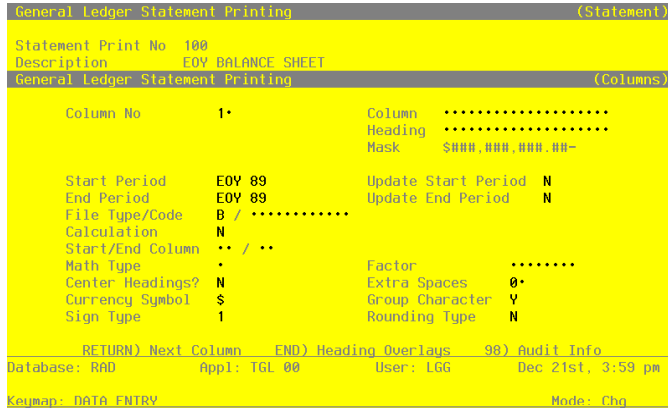 General Ledger Statement Printing (Statement)
Statement Print No 100
Description EOY BALANCE SHEET
General Ledger Statement Printing (Columns)
Column No 1• Column ••••••••••••••••••••
Heading ••••••••••••••••••••
Mask $###,###,###.##-
Start Period EOY 89 Update Start Period N
End Period EOY 89 Update End Period N
File Type/Code B / ••••••••••••
Calculation N
Start/End Column •• / ••
Math Type • Factor ••••••••
Center Headings? N Extra Spaces 0•
Currency Symbol $ Group Character Y
Sign Type 1 Rounding Type N
RETURN) Next Column END) Heading Overlays 98) Audit Info
Database: RAD Appl: TGL 00 User: LGG Dec 21st, 3:59 pm
Keymap: DATA ENTRY Mode: Chg